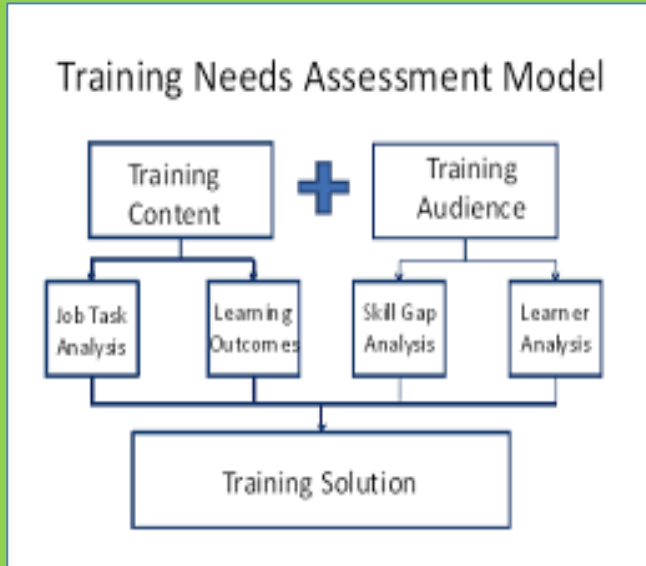 Training Needs Assessment Model
Training
Content
Training
Audience
Job Task
Analysis
Learning
Outcomes
Skill Gap
Analysis
Learner
Analysis
Training Solution